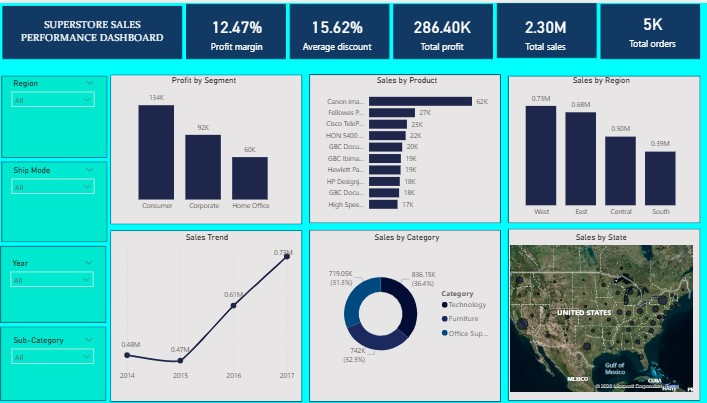 SUPERSTORE SALES
PERFORMANCE DASHBOARD
12.47%
Profit margin
15.62%
Average discount
286.40K
Total profit
2.30M
Total sales
5K
Total orders
Region
All
Ship Mode
All
Year
All
Sub-Category
All
Profit by Segment
134K
92K
60K
Consumer
Corporate
Home Office
Sales by Product
Canon ima... 62K
Fellowes P... 27K
Cisco TeleP... 23K
HON 5400 ... 22K
GBC Docu... 20K
GBC Ibima... 19K
Hewlett Pa... 19K
HP Designj... 18K
GBC Docu... 18K
High Spee... 17K
Sales by Region
0.73M
0.68M
0.50M
0.39M
West
East
Central
South
Sales Trend
0.48M
0.47M
0.61M
0.73M
2014
2015
2016
2017
Sales by Category
719.05K
(31.3%)
836.15K
(36.4%)
742K
(32.3%)
Category
Technology
Furniture
Office Sup...
Sales by State
UNITED STATES
Gulf of
Mexico
MEXICO
CUBA